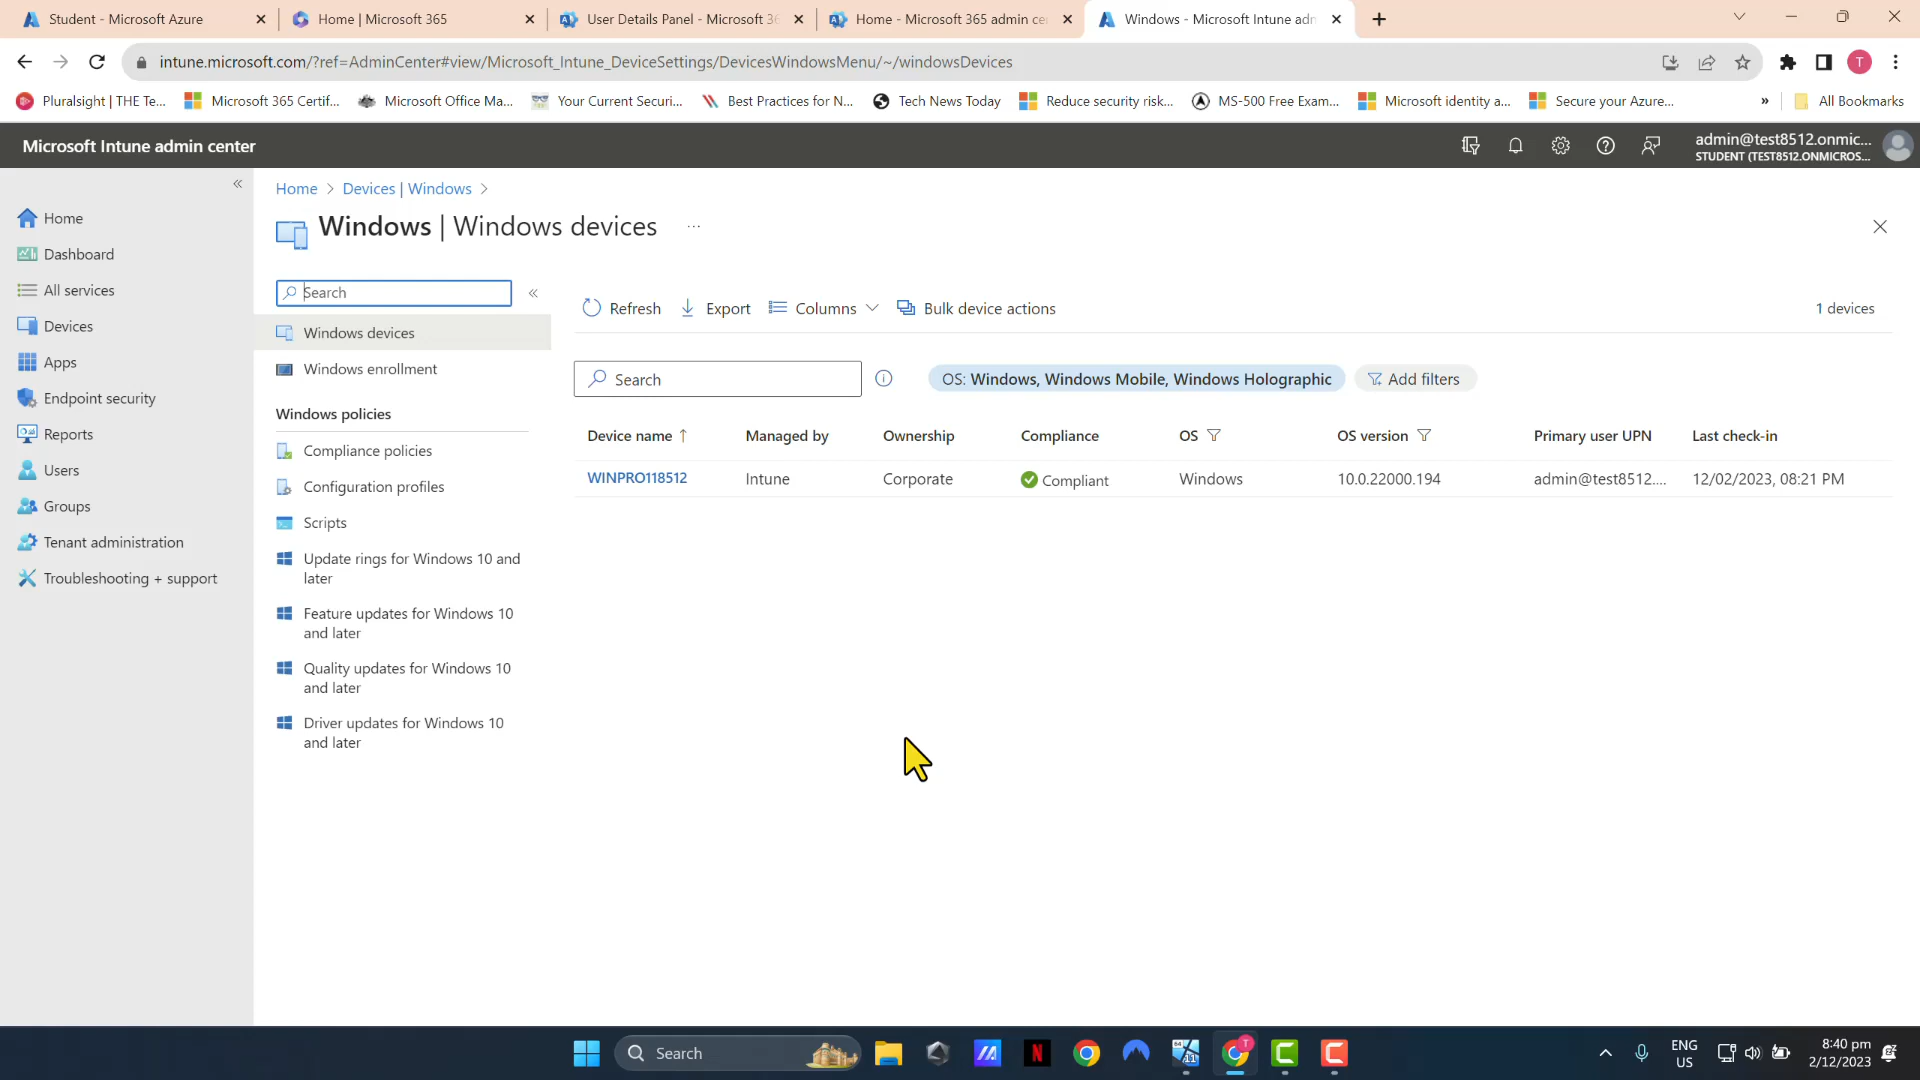 Student - Microsoft Azure
Home | Microsoft 365
User Details Panel - Microsoft 36
Home - Microsoft 365 admin ce
Windows - Microsoft Intune adn
intune.microsoft.com/?ref=AdminCenter#view/Microsoft_Intune_DeviceSettings/DevicesWindowsMenu/~/windowsDevices
T
Pluralsight | THE Te...
Microsoft 365 Certif...
Microsoft Office Ma...
Your Current Securi...
Best Practices for N...
Tech News Today
Reduce security risk...
MS-500 Free Exam...
Microsoft identity a...
Secure your Azure...
»
All Bookmarks
Microsoft Intune admin center
admin@test8512.onmic...
STUDENT (TEST8512.ONMICROS...
«
Home
Dashboard
All services
Devices
Apps
Endpoint security
Reports
Users
Groups
Tenant administration
Troubleshooting + support
Home > Devices | Windows >
Windows | Windows devices ...
Search
«
Windows devices
Windows enrollment
Windows policies
Compliance policies
Configuration profiles
Scripts
Update rings for Windows 10 and
later
Feature updates for Windows 10
and later
Quality updates for Windows 10
and later
Driver updates for Windows 10
and later
Refresh
Export
Columns
Bulk device actions
1 devices
Search
OS: Windows, Windows Mobile, Windows Holographic
Add filters
Device name ↑ Managed by Ownership Compliance OS OS version Primary user UPN Last check-in
WINPRO118512 Intune Corporate Compliant Windows 10.0.22000.194 admin@test8512.... 12/02/2023, 08:21 PM
Search
ENG
US
8:40 pm
2/12/2023